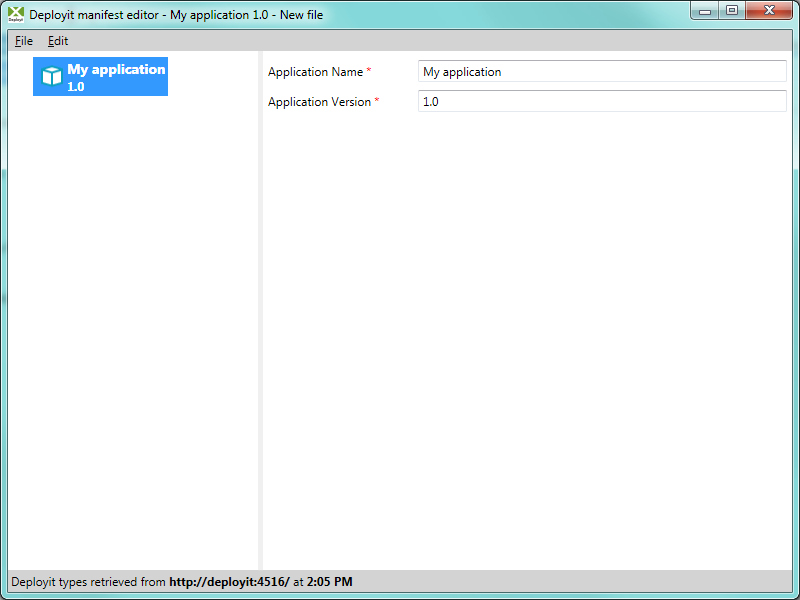 Deployit manifest editor - My application 1.0 - New file
File Edit
My application
1.0
Application Name * My application
Application Version * 1.0
Deployit types retrieved from http://deployit:4516/ at 2:05 PM